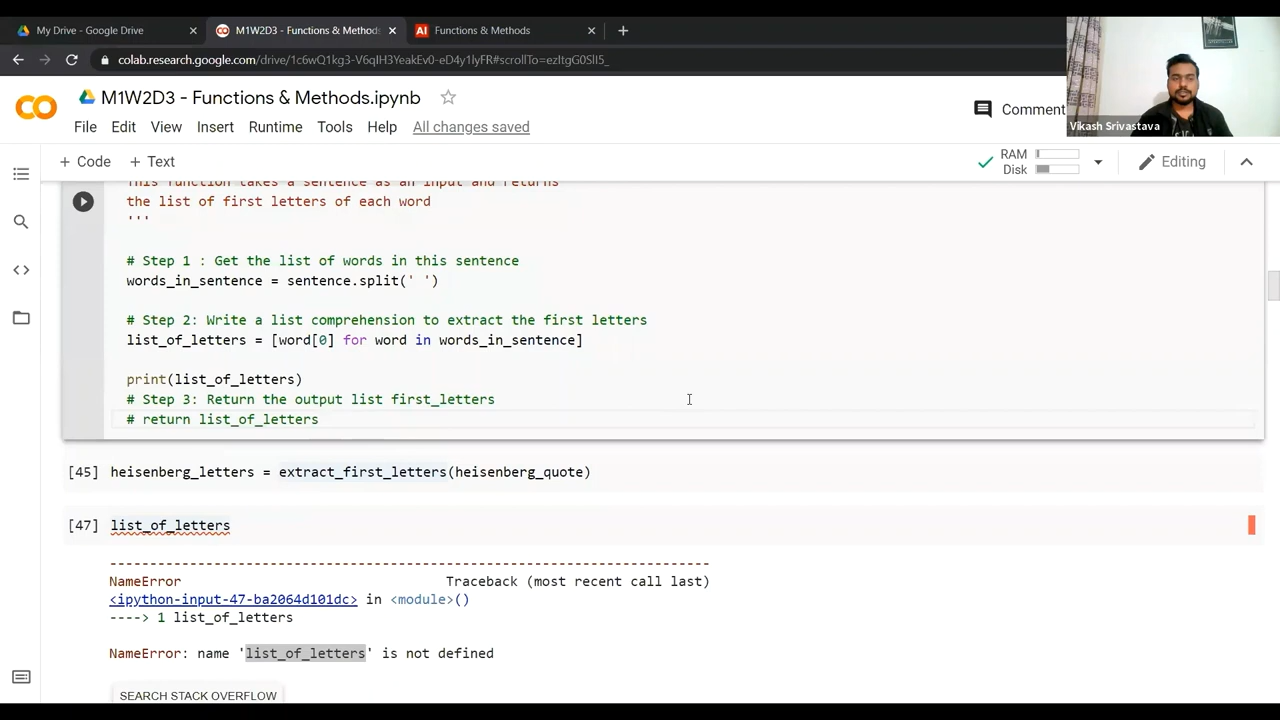 My Drive - Google Drive
M1W2D3 - Functions & Methods
Functions & Methods
colab.research.google.com/drive/1c6wQ1kg3-V6qIH3YeakEv0-eD4y1lyFR#scrollTo=ezItgG0SlI5_
M1W2D3 - Functions & Methods.ipynb
Comment
Vikash Srivastava
File Edit View Insert Runtime Tools Help All changes saved
+ Code + Text
RAM
Disk
Editing
This function takes a sentence as an input and returns
the list of first letters of each word
'''
# Step 1 : Get the list of words in this sentence
words_in_sentence = sentence.split(' ')
# Step 2: Write a list comprehension to extract the first letters
list_of_letters = [word[0] for word in words_in_sentence]
print(list_of_letters)
# Step 3: Return the output list first_letters
# return list_of_letters
[45] heisenberg_letters = extract_first_letters(heisenberg_quote)
[47] list_of_letters
---------------------------------------------------------------------------
NameError Traceback (most recent call last)
<ipython-input-47-ba2064d101dc> in <module>()
----> 1 list_of_letters
NameError: name 'list_of_letters' is not defined
SEARCH STACK OVERFLOW